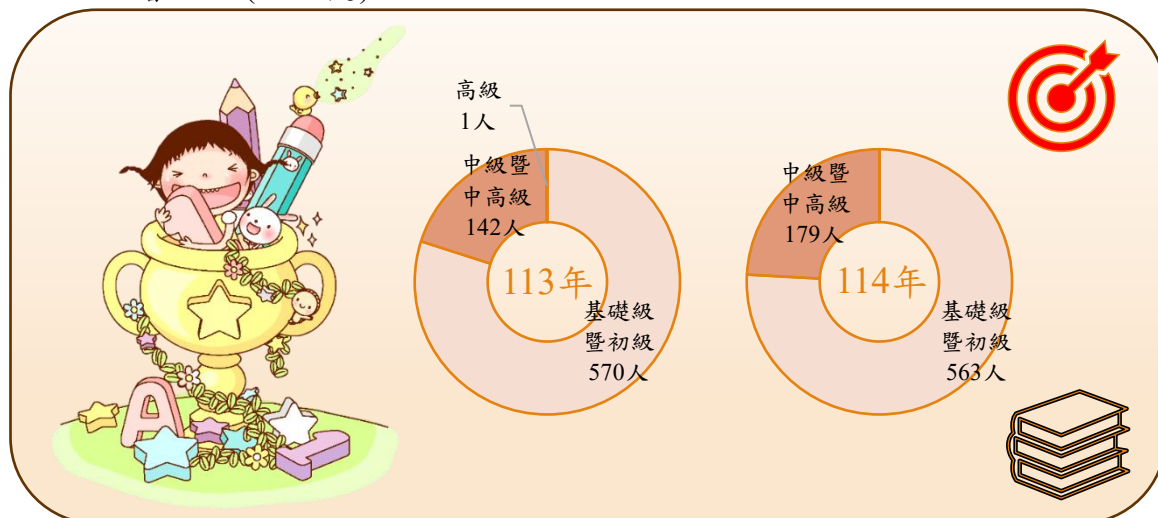 高級
1人
中級暨
中高級
142人
113年
基礎級
暨初級
570人
中級暨
中高級
179人
114年
基礎級
暨初級
563人
A
1